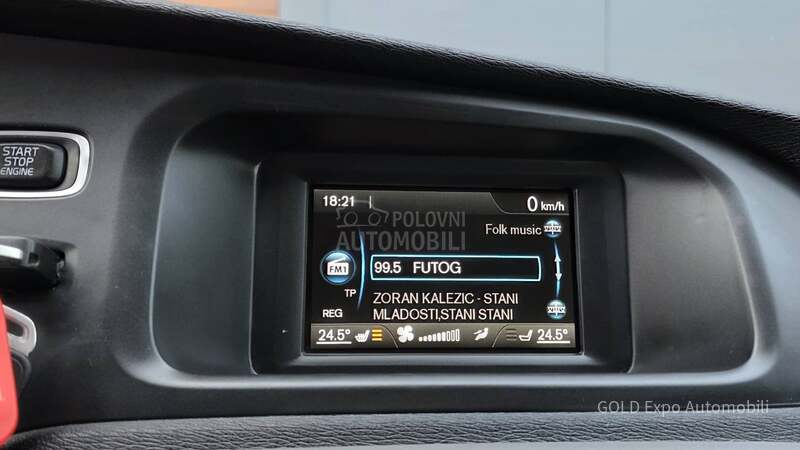 START
STOP
ENGINE
18:21
0 km/h
POLOVNI
AUTOMOBILI
Folk music
FM1
99.5 FUTOG
TP
REG
ZORAN KALEZIC - STANI
MLADOSTI,STANI STANI
24.5°
24.5°
GOLD Expo Automobili